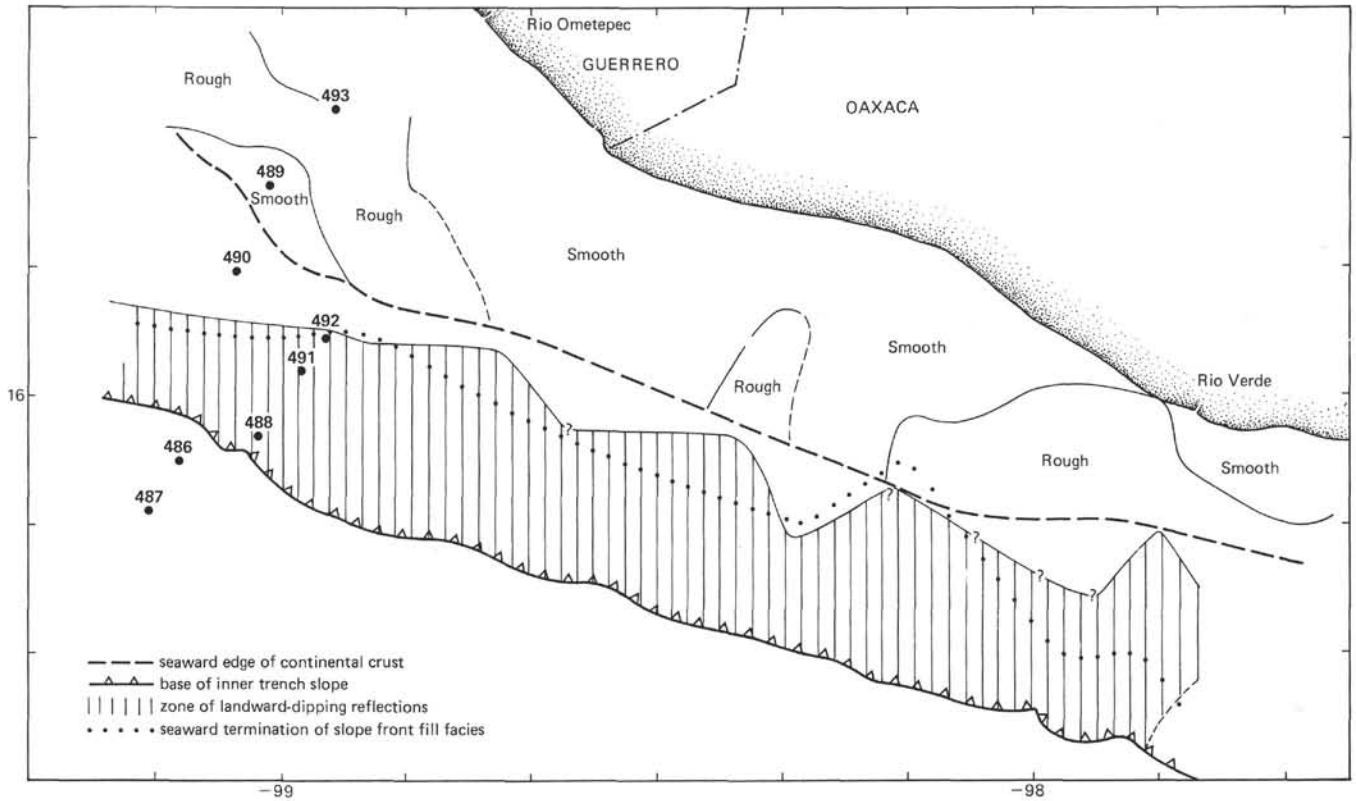 Rio Ometepec
GUERRERO
Rough
493
OAXACA
489
Smooth
Rough
490
Smooth
492
491
Smooth
Rough
Rio Verde
16
488
486
?
Rough
Smooth
487
?
?
?
?
seaward edge of continental crust
base of inner trench slope
zone of landward-dipping reflections
seaward termination of slope front fill facies
-99
-98